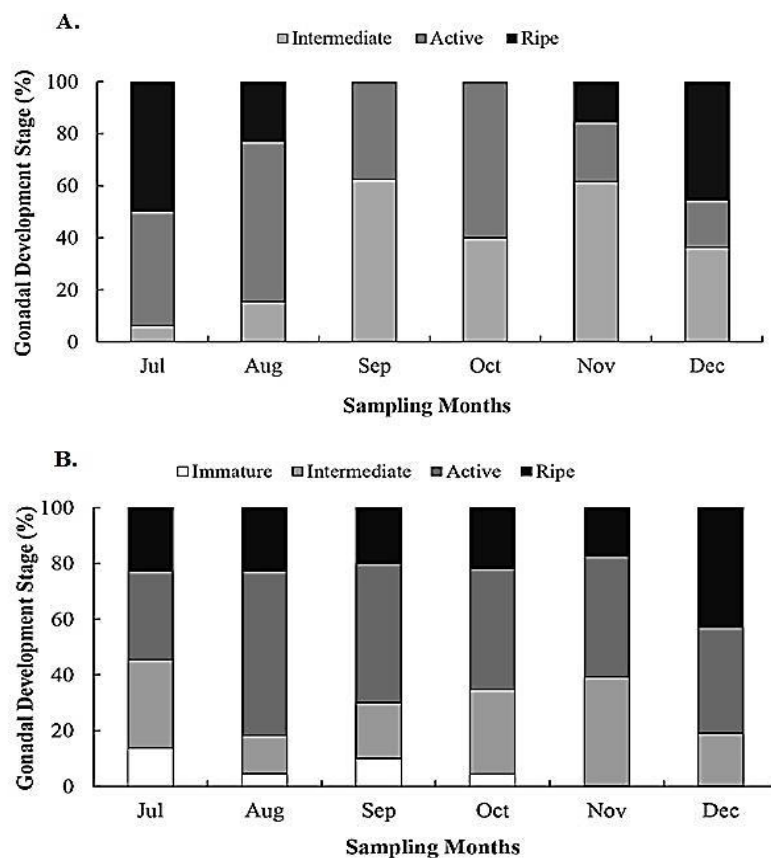 A.
Intermediate Active Ripe
Gonadal Development Stage (%)
100
80
60
40
20
0
Jul Aug Sep Oct Nov Dec
Sampling Months
B.
Immature Intermediate Active Ripe
Gonadal Development Stage (%)
100
80
60
40
20
0
Jul Aug Sep Oct Nov Dec
Sampling Months